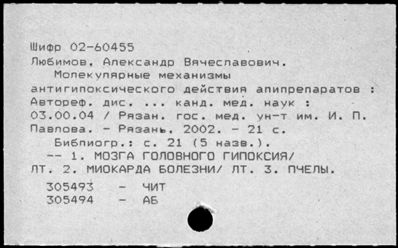 Шифр 02-60455
Любимов, Александр Вячеславович.
Молекулярные механизмы
антигипоксического действия апипрепаратов :
Автореф. дис. ... канд. мед. наук :
03.00.04 / Рязан. гос. мед. ун-т им. И. П.
Павлова. - Рязань, 2002. - 21 с.
Библиогр.: с. 21 (5 назв.).
-- 1. МОЗГА ГОЛОВНОГО ГИПОКСИЯ/
ЛТ. 2. МИОКАРДА БОЛЕЗНИ/ ЛТ. 3. ПЧЕЛЫ.
305493 - ЧИТ
305494 - АБ